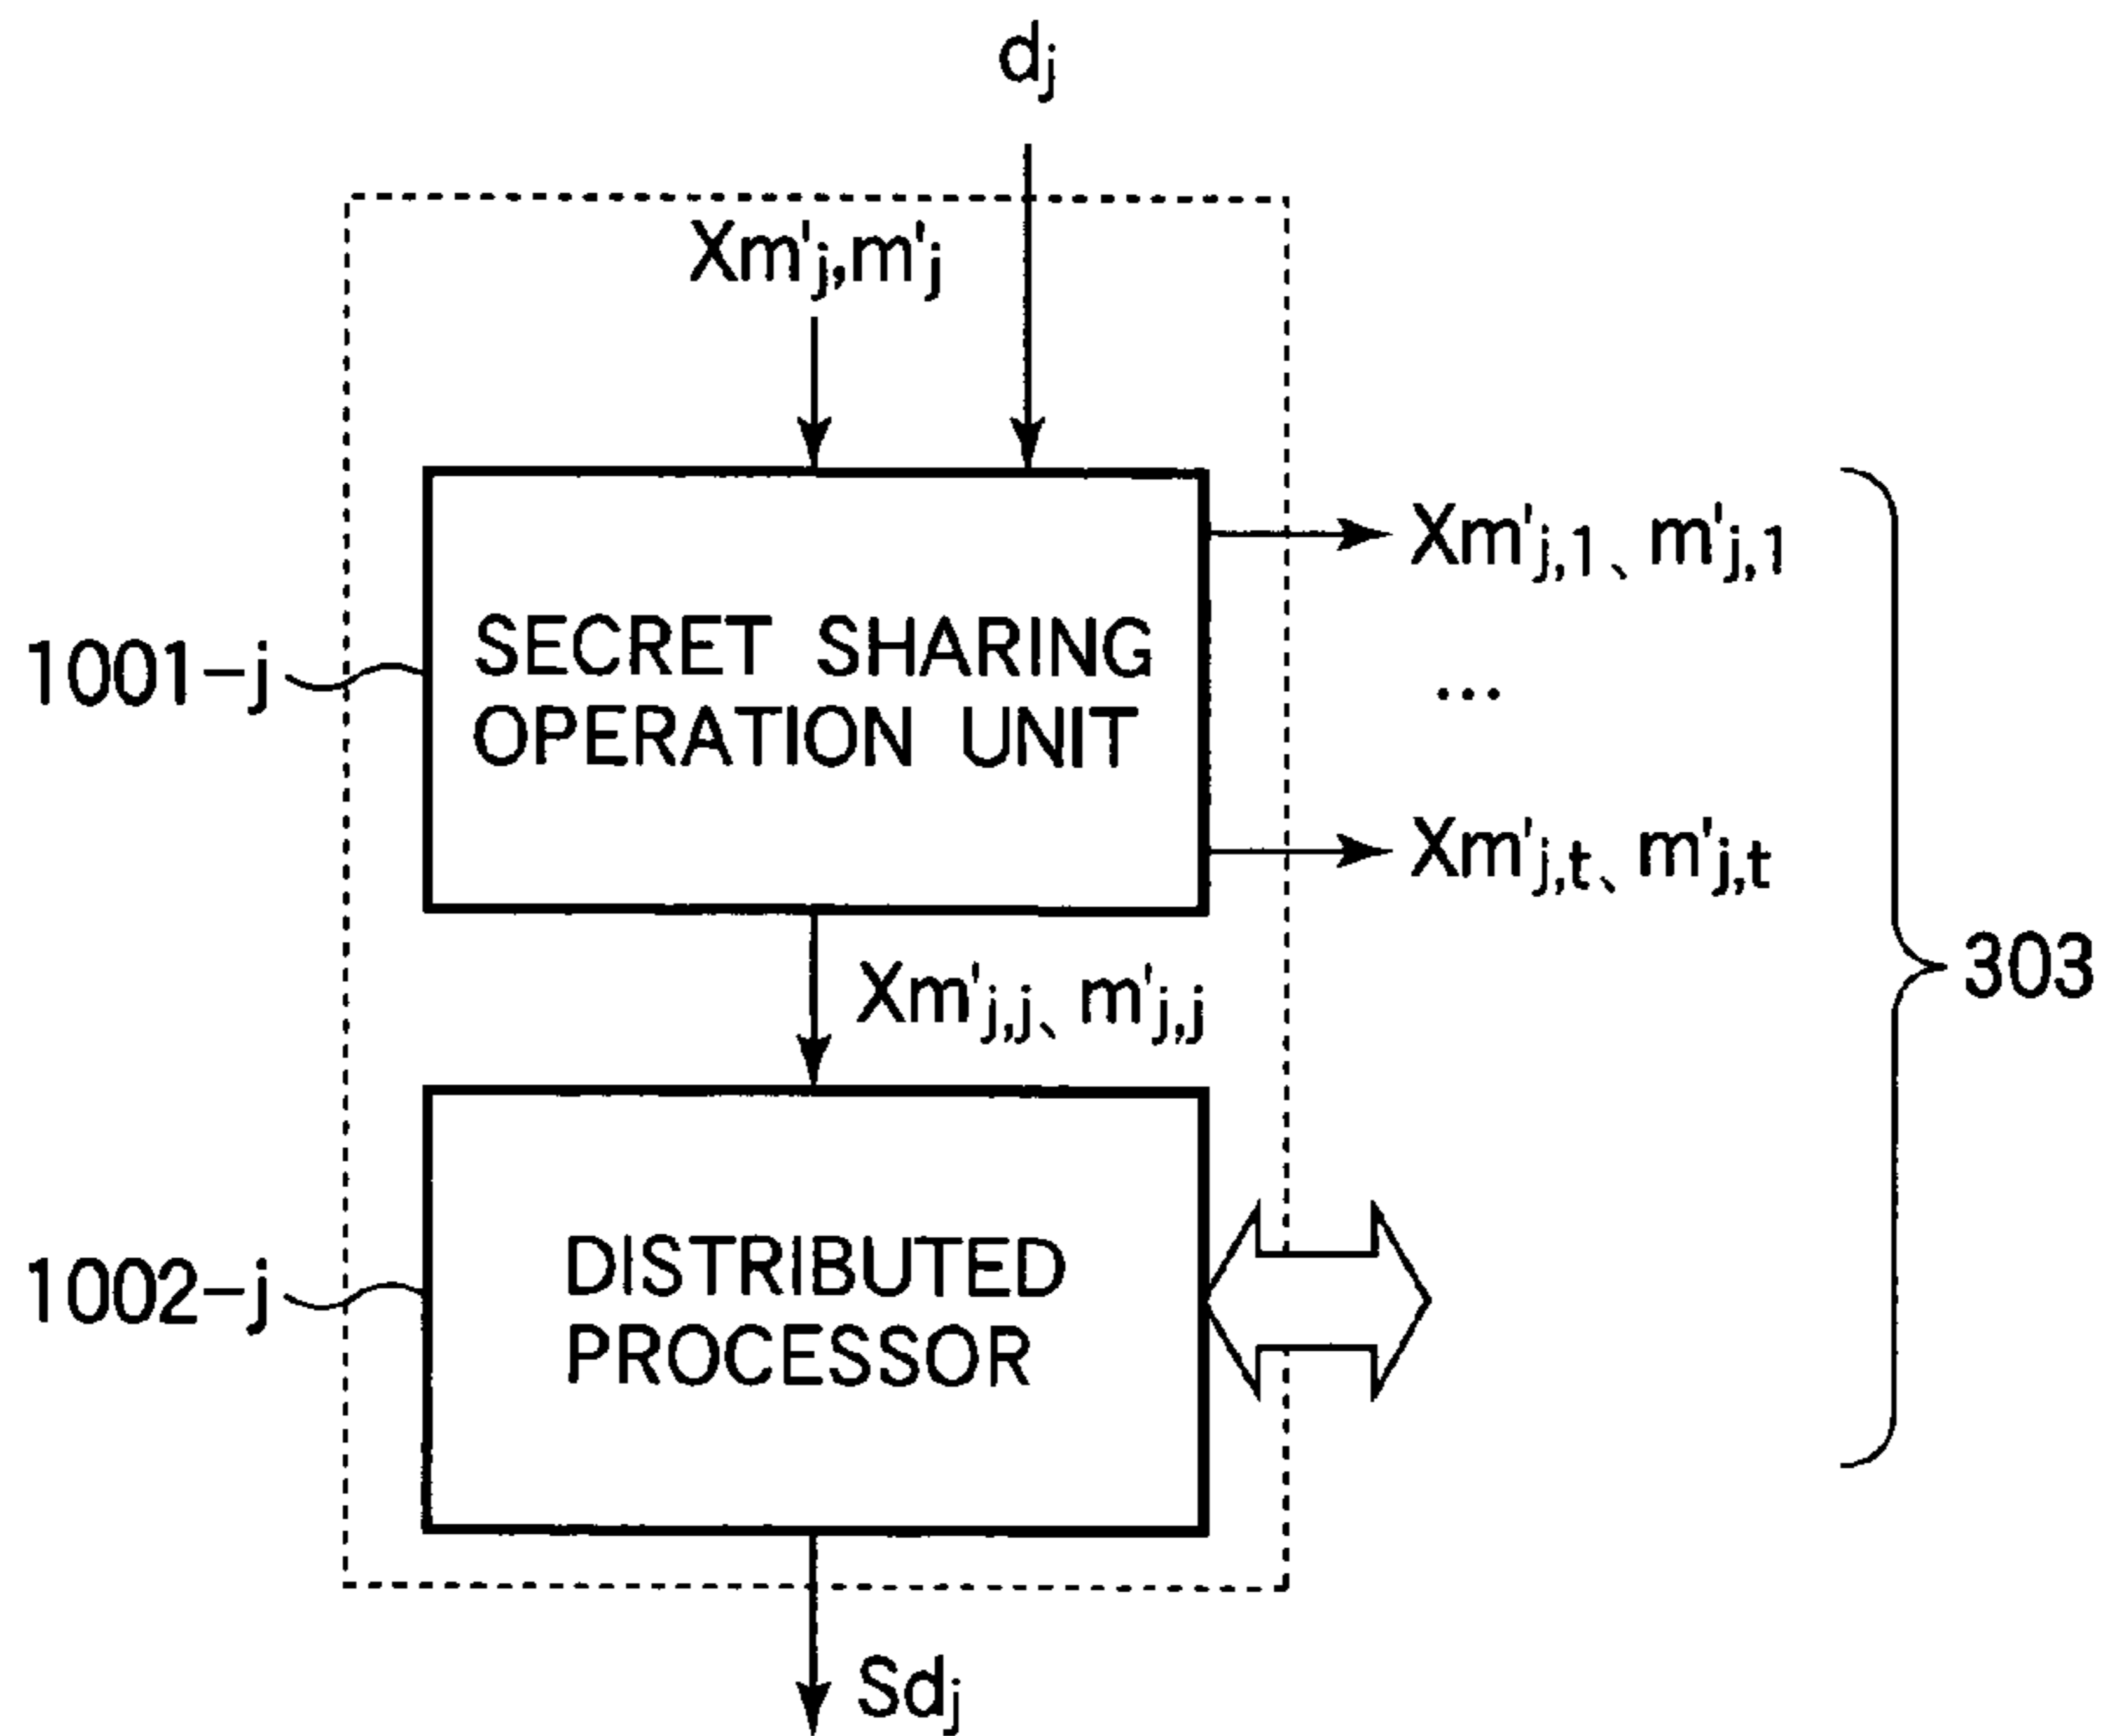 dj
Xm'j,m'j
Xm'j,1、m'j,1
1001-j
SECRET SHARING
OPERATION UNIT
...
Xm'j,t、m'j,t
303
Xm'j,j、m'j,j
1002-j
DISTRIBUTED
PROCESSOR
Sdj